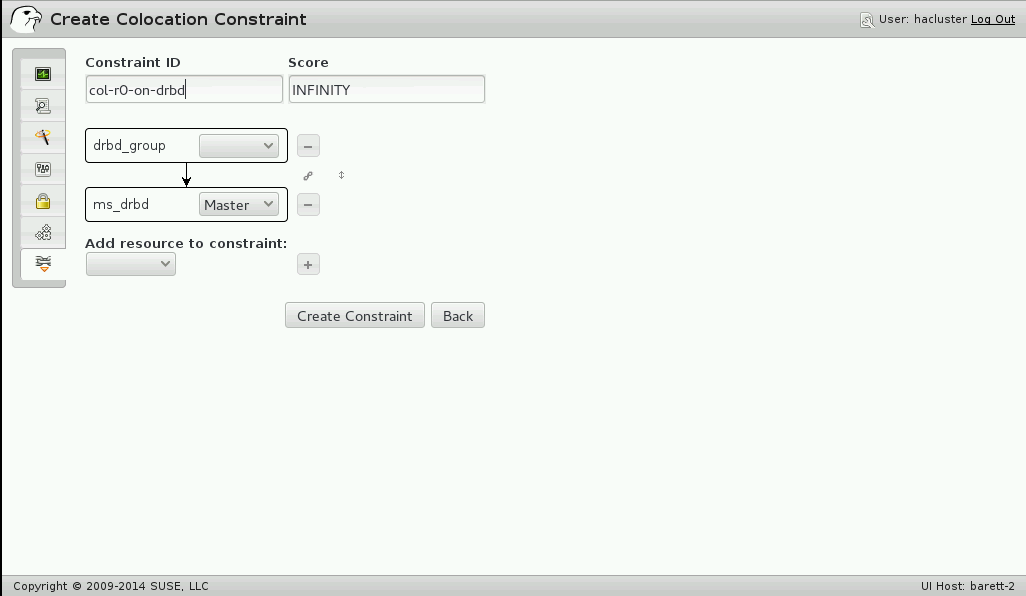 Create Colocation Constraint
User: hacluster Log Out
Constraint ID Score
col-r0-on-drbd INFINITY
drbd_group
ms_drbd Master
Add resource to constraint:
Create Constraint Back
Copyright © 2009-2014 SUSE, LLC
UI Host: barett-2